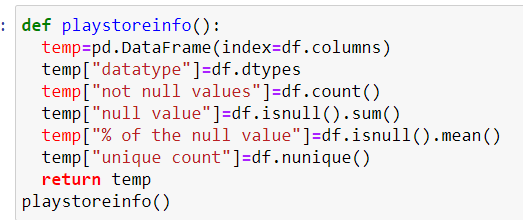 : def playstoreinfo():
  temp=pd.DataFrame(index=df.columns)
  temp["datatype"]=df.dtypes
  temp["not null values"]=df.count()
  temp["null value"]=df.isnull().sum()
  temp["% of the null value"]=df.isnull().mean()
  temp["unique count"]=df.nunique()
  return temp
playstoreinfo()